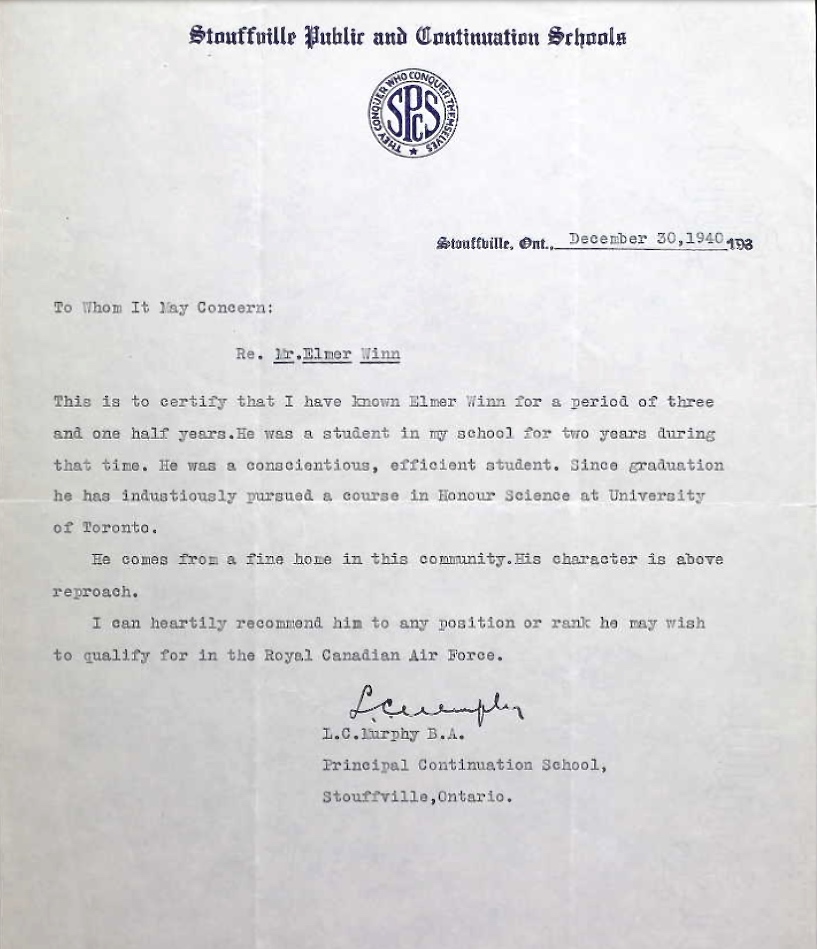 Stouffville Public and Continuation Schools
THEY CONQUER WHO CONQUER THEMSELVES
SPCS
Stouffville, Ont., December 30,1940 193
To Whom It May Concern:
Re. Mr.Elmer Winn
This is to certify that I have known Elmer Winn for a period of three
and one half years.He was a student in my school for two years during
that time. He was a conscientious, efficient student. Since graduation
he has industiously pursued a course in Honour Science at University
of Toronto.
He comes from a fine home in this community.His character is above
reproach.
I can heartily recommend him to any position or rank he may wish
to qualify for in the Royal Canadian Air Force.
L.C.Murphy
L.C.Murphy B.A.
Principal Continuation School,
Stouffville,Ontario.